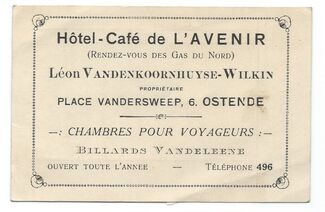 Hôtel-Café de L'AVENIR
(RENDEZ-VOUS DES GAS DU NORD)
LÉON VANDENKOORNHUYSE-WILKIN
PROPRIÉTAIRE
PLACE VANDERSWEEP, 6. OSTENDE
—: CHAMBRES POUR VOYAGEURS :—
BILLARDS VANDELEENE
OUVERT TOUTE L'ANNEE — TÉLÉPHONE 496